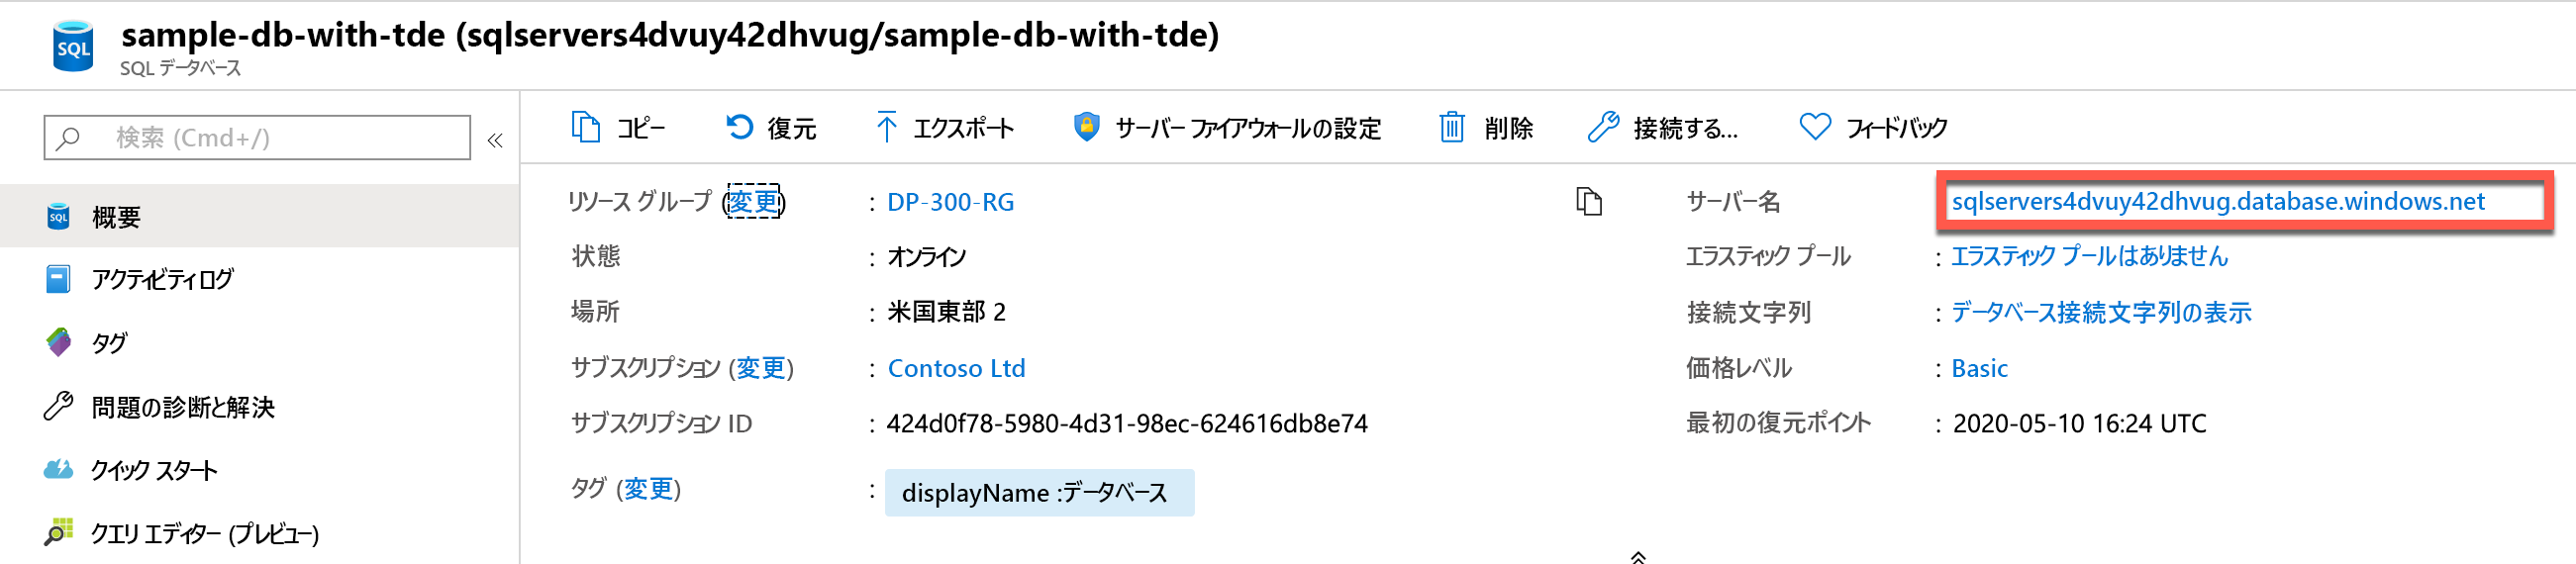 sample-db-with-tde (sqlservers4dvuy42dhvug/sample-db-with-tde)
SQL データベース
検索 (Cmd+/)
概要
アクティビティログ
タグ
問題の診断と解決
クイック スタート
クエリ エディター (プレビュー)
コピー 復元 エクスポート サーバー ファイアウォールの設定 削除 接続する... フィードバック
リソース グループ (変更) : DP-300-RG
状態 : オンライン
場所 : 米国東部 2
サブスクリプション (変更) : Contoso Ltd
サブスクリプション ID : 424d0f78-5980-4d31-98ec-624616db8e74
タグ (変更) : displayName :データベース
サーバー名 sqlservers4dvuy42dhvug.database.windows.net
エラスティック プール : エラスティック プールはありません
接続文字列 : データベース接続文字列の表示
価格レベル : Basic
最初の復元ポイント : 2020-05-10 16:24 UTC